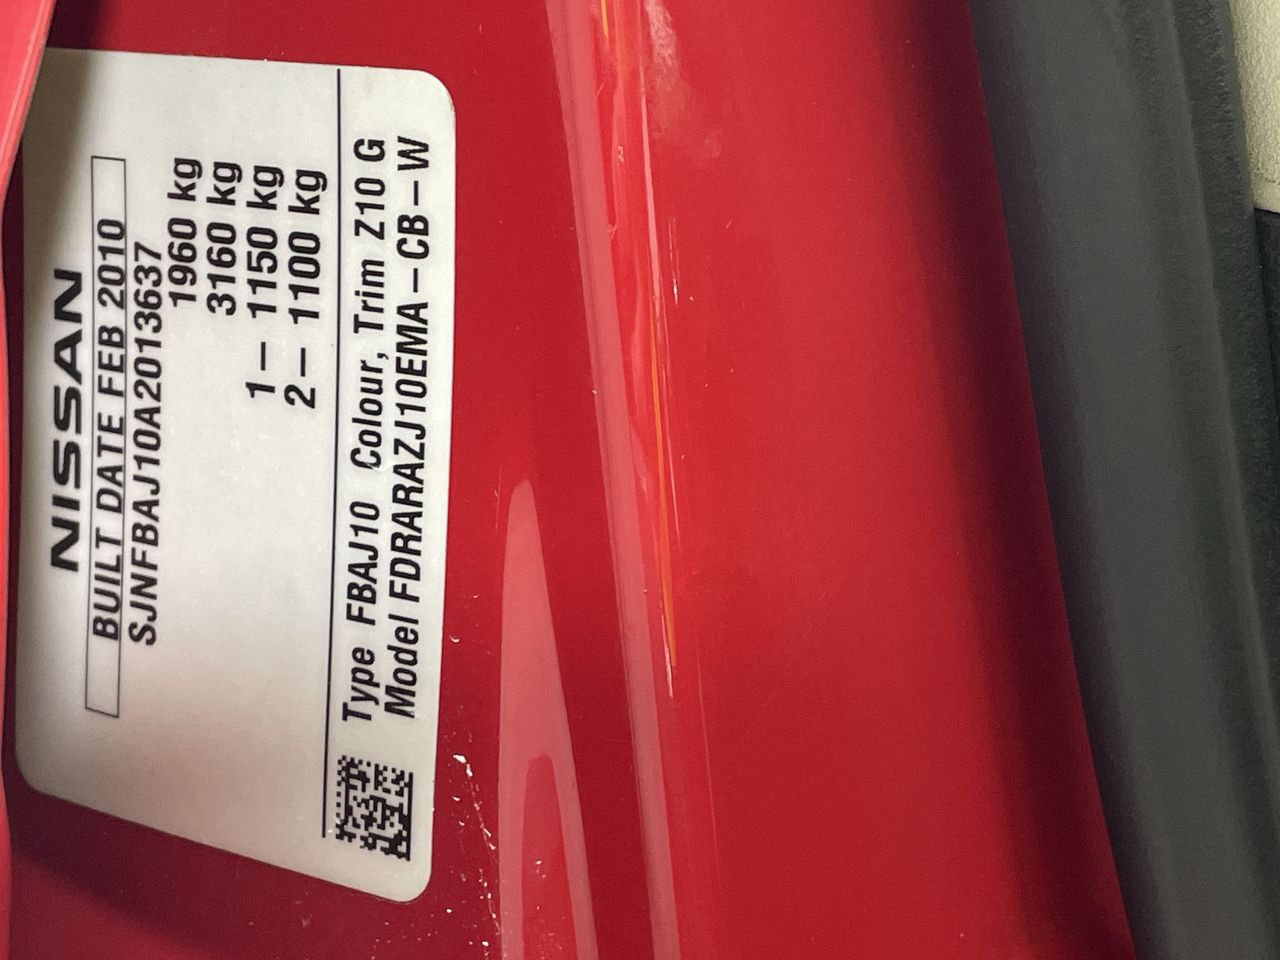 NISSAN
BUILT DATE FEB 2010
SJNFBAJ10A2013637
1960 kg
3160 kg
1– 1150 kg
2– 1100 kg
Type FBAJ10 Colour, Trim Z10 G
Model FDRARAZJ10EMA–CB–W